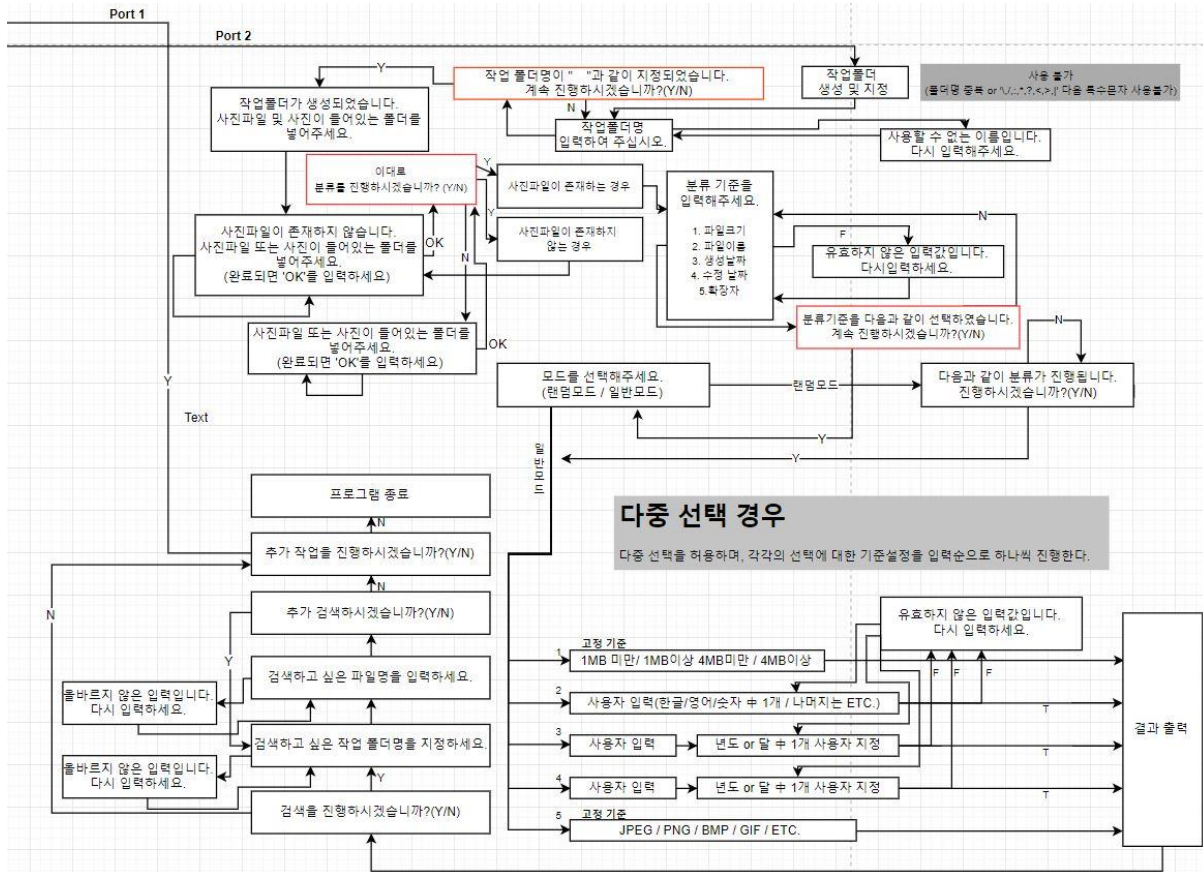 Port 1
Port 2
Y
작업 폴더명이 "    "과 같이 지정되었습니다.
계속 진행하시겠습니까?(Y/N)
작업폴더
생성 및 지정
사용 불가
(폴더명 중복 or '\,/,:,*,?,<,>,|' 다음 특수문자 사용불가)
작업폴더가 생성되었습니다.
사진파일 및 사진이 들어있는 폴더를
넣어주세요.
N
작업폴더명
입력하여 주십시오.
사용할 수 없는 이름입니다.
다시 입력해주세요.
이대로
분류를 진행하시겠습니까? (Y/N)
Y
사진파일이 존재하는 경우
Y
사진파일이 존재하지
않는 경우
N
분류 기준을
입력해주세요.
1. 파일크기
2. 파일이름
3. 생성날짜
4. 수정 날짜
5.확장자
N
F
유효하지 않은 입력값입니다.
다시입력하세요.
사진파일이 존재하지 않습니다.
사진파일 또는 사진이 들어있는 폴더를
넣어주세요.
(완료되면 'OK'를 입력하세요)
OK
사진파일 또는 사진이 들어있는 폴더를
넣어주세요.
(완료되면 'OK'를 입력하세요)
OK
분류기준을 다음과 같이 선택하였습니다.
계속 진행하시겠습니까?(Y/N)
N
모드를 선택해주세요.
(랜덤모드 / 일반모드)
랜덤모드
다음과 같이 분류가 진행됩니다.
진행하시겠습니까?(Y/N)
Y
Y
Y
Text
일반모드
프로그램 종료
N
추가 작업을 진행하시겠습니까?(Y/N)
N
추가 검색하시겠습니까?(Y/N)
N
Y
검색하고 싶은 파일명을 입력하세요.
올바르지 않은 입력입니다.
다시 입력하세요.
검색하고 싶은 작업 폴더명을 지정하세요.
올바르지 않은 입력입니다.
다시 입력하세요.
Y
검색을 진행하시겠습니까?(Y/N)
다중 선택 경우
다중 선택을 허용하며, 각각의 선택에 대한 기준설정을 입력순으로 하나씩 진행한다.
유효하지 않은 입력값입니다.
다시 입력하세요.
1
고정 기준
1MB 미만/ 1MB이상 4MB미만 / 4MB이상
F
F
F
2
사용자 입력(한글/영어/숫자 中 1개 / 나머지는 ETC.)
T
3
사용자 입력
년도 or 달 中 1개 사용자 지정
T
4
사용자 입력
년도 or 달 中 1개 사용자 지정
T
5
고정 기준
JPEG / PNG / BMP / GIF / ETC.
결과 출력